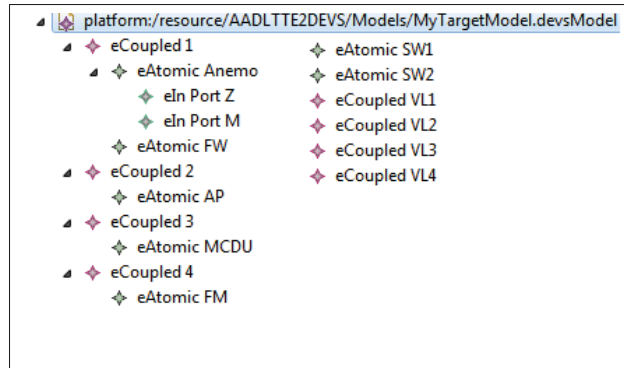 platform:/resource/AADLTTE2DEVS/Models/MyTargetModel.devsModel
eCoupled 1
eAtomic Anemo
eIn Port Z
eIn Port M
eAtomic FW
eCoupled 2
eAtomic AP
eCoupled 3
eAtomic MCDU
eCoupled 4
eAtomic FM
eAtomic SW1
eAtomic SW2
eCoupled VL1
eCoupled VL2
eCoupled VL3
eCoupled VL4